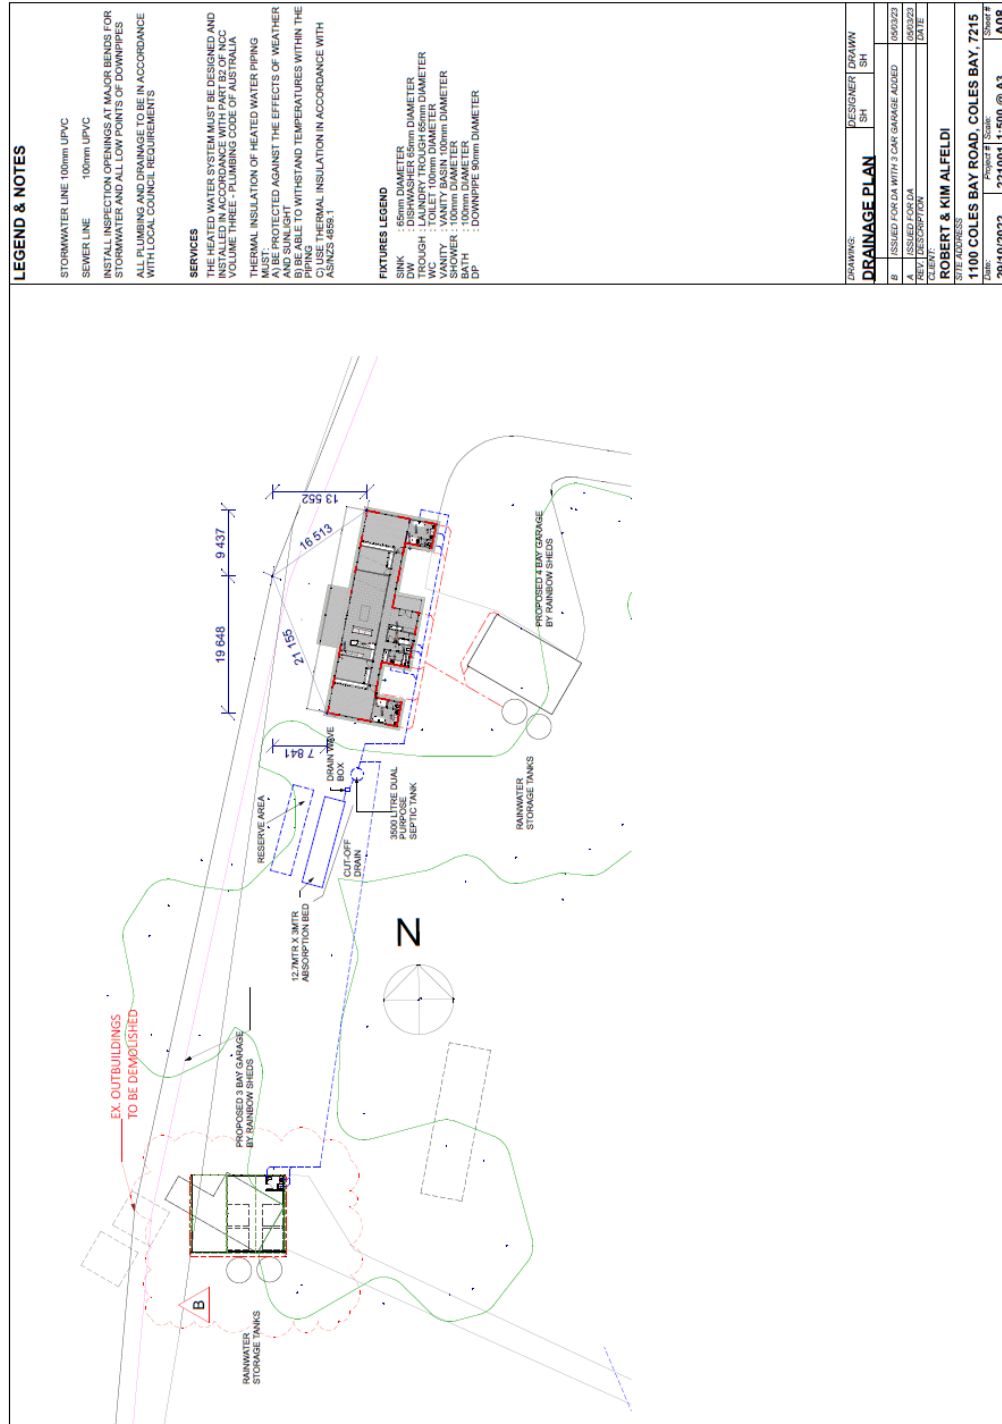 LEGEND & NOTES
STORMWATER LINE 100mm UPVC
SEWER LINE 100mm UPVC
INSTALL INSPECTION OPENINGS AT MAJOR BENDS FOR
STORMWATER AND ALL LOW POINTS OF DOWNPIPES
ALL PLUMBING AND DRAINAGE TO BE IN ACCORDANCE
WITH LOCAL COUNCIL REQUIREMENTS
SERVICES
THE HEATED WATER SYSTEM MUST BE DESIGNED AND
INSTALLED IN ACCORDANCE WITH PART B2 OF NCC
VOLUME THREE - PLUMBING CODE OF AUSTRALIA
THERMAL INSULATION OF HEATED WATER PIPING
MUST:
A) BE PROTECTED AGAINST THE EFFECTS OF WEATHER
AND SUNLIGHT
B) BE ABLE TO WITHSTAND TEMPERATURES WITHIN THE
PIPING
C) USE THERMAL INSULATION IN ACCORDANCE WITH
AS/NZS 4859.1
FIXTURES LEGEND
SINK : 65mm DIAMETER
DW : DISHWASHER 65mm DIAMETER
TROUGH : LAUNDRY TROUGH 65mm DIAMETER
WC : TOILET 100mm DIAMETER
VANITY : VANITY BASIN 100mm DIAMETER
SHOWER : 100mm DIAMETER
BATH : 100mm DIAMETER
DP : DOWNPIPE 90mm DIAMETER
DRAWING:
DRAINAGE PLAN
DESIGNER
SH
DRAWN
SH
B ISSUED FOR DA WITH 3 CAR GARAGE ADDED 05/03/23
A ISSUED FOR DA 05/03/23
REV. DESCRIPTION DATE
CLIENT:
ROBERT & KIM ALFELDI
SITE ADDRESS
1100 COLES BAY ROAD, COLES BAY, 7215
Date: Project # Scale: Sheet #
29/10/2022 221001 1:500 @ A3 A08
EX. OUTBUILDINGS
TO BE DEMOLISHED
PROPOSED 3 BAY GARAGE
BY RAINBOW SHEDS
B
RAINWATER
STORAGE TANKS
N
RESERVE AREA
12.7MTR X 3MTR
ABSORPTION BED
CUT-OFF
DRAIN
DRAIN WAVE
BOX
3500 LITRE DUAL
PURPOSE
SEPTIC TANK
19 648
9 437
21 155
16 513
13 552
7 841
PROPOSED 4 BAY GARAGE
BY RAINBOW SHEDS
RAINWATER
STORAGE TANKS